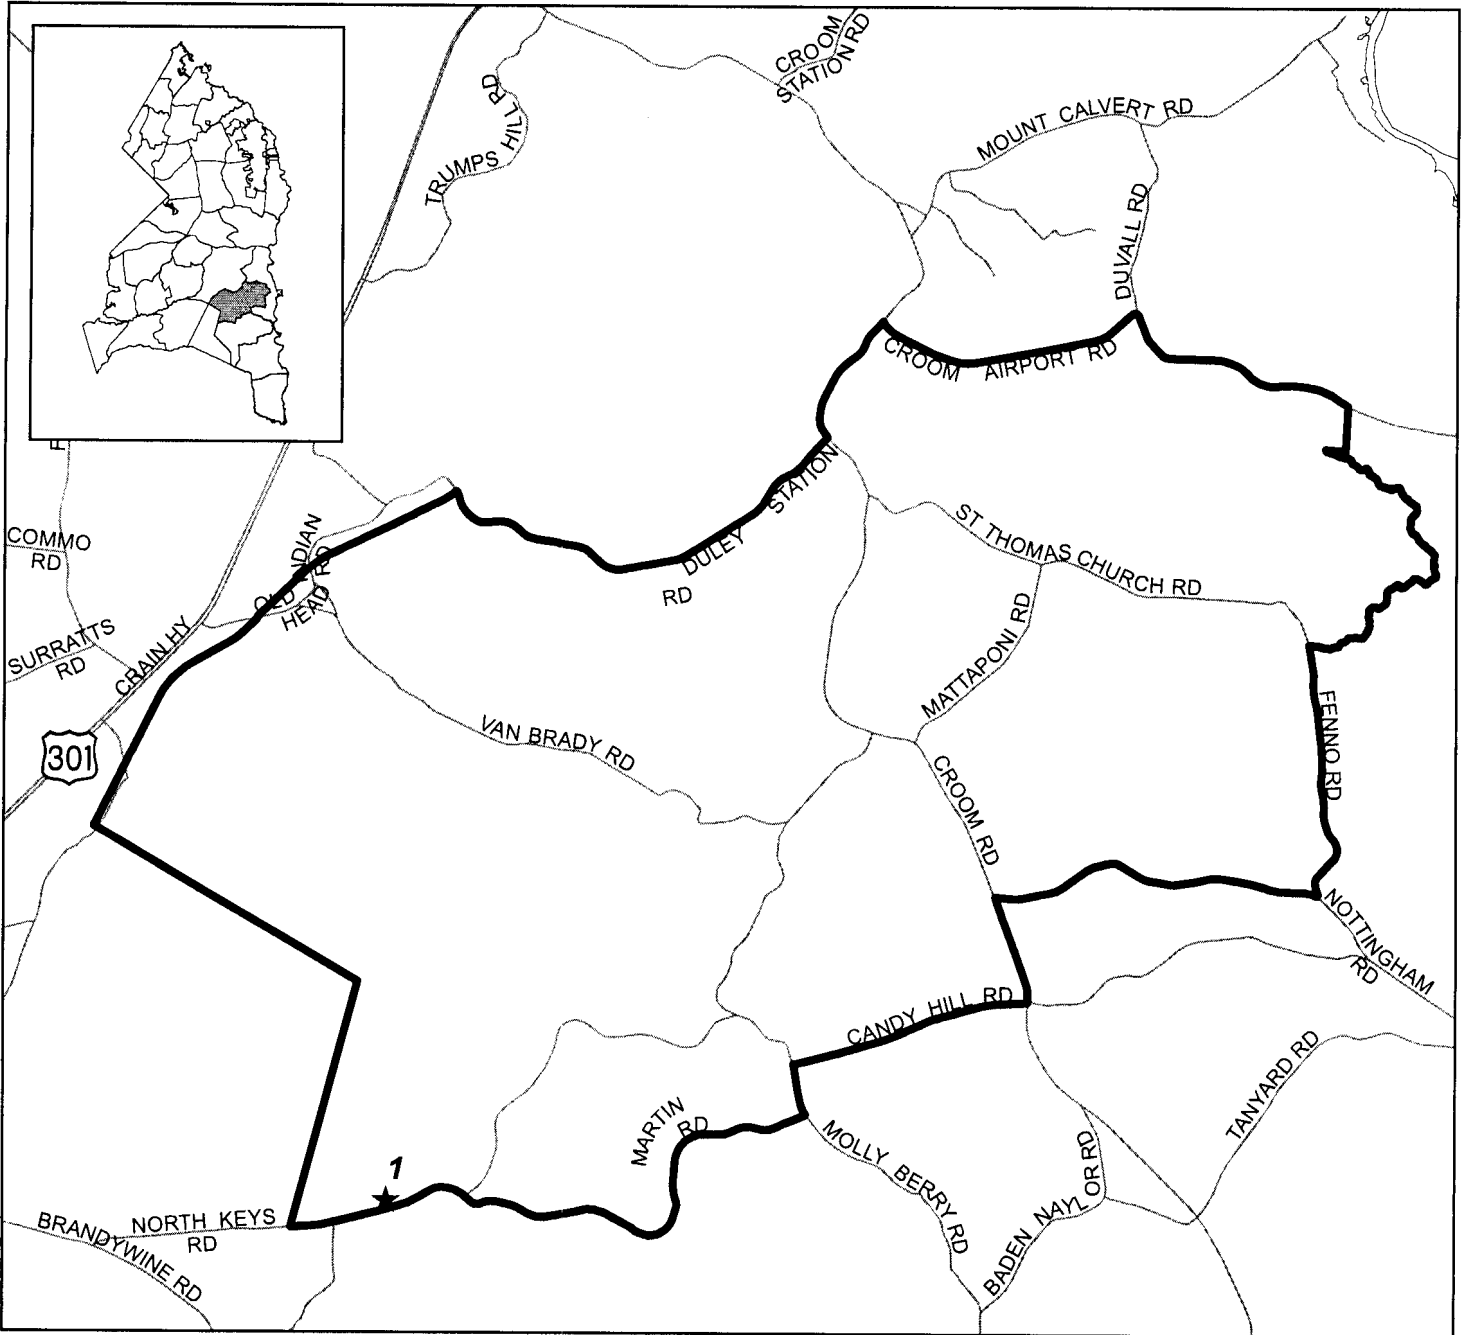 CROOM
STATION RD
TRUMPS HILL RD
MOUNT CALVERT RD
DUVALL RD
CROOM AIRPORT RD
DULEY STATION
RD
OLD INDIAN
HEAD RD
COMMO
RD
SURRATTS
RD
CRAIN HY
301
ST THOMAS CHURCH RD
MATTAPONI RD
VAN BRADY RD
FENNO RD
CROOM RD
NOTTINGHAM
RD
CANDY HILL RD
TANYARD RD
MARTIN
RD
MOLLY BERRY RD
BADEN NAYLOR RD
1
NORTH KEYS
RD
BRANDYWINE RD